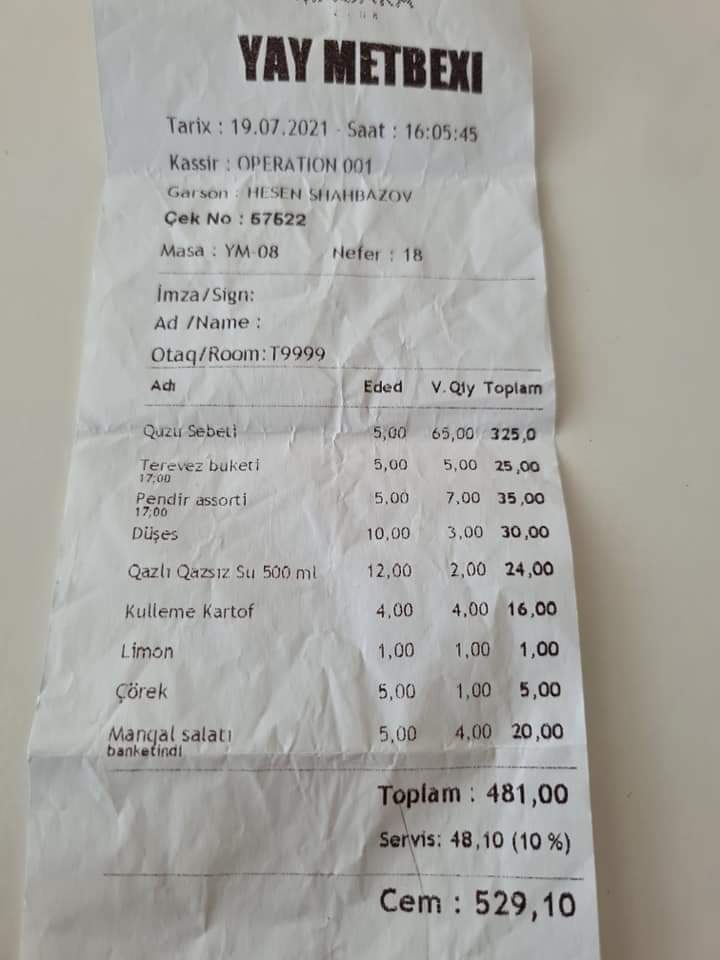 YAY METBEXI
Tarix : 19.07.2021 - Saat : 16:05:45
Kassir : OPERATION 001
Garson : HESEN SHAHBAZOV
Çek No : 57522
Masa : YM-08 Nefer : 18
İmza/Sign:
Ad /Name :
Otaq/Room: T9999
Adı Eded V.Qiy Toplam
Quzu Sebeti 5,00 65,00 325,0
Terevez buketi 5,00 5,00 25,00
17:00
Pendir assorti 5,00 7,00 35,00
17:00
Düşes 10,00 3,00 30,00
Qazlı Qazsız Su 500 ml 12,00 2,00 24,00
Kulleme Kartof 4,00 4,00 16,00
Limon 1,00 1,00 1,00
Çörek 5,00 1,00 5,00
Manqal salatı 5,00 4,00 20,00
banketindi
Toplam : 481,00
Servis: 48,10 (10 %)
Cem : 529,10